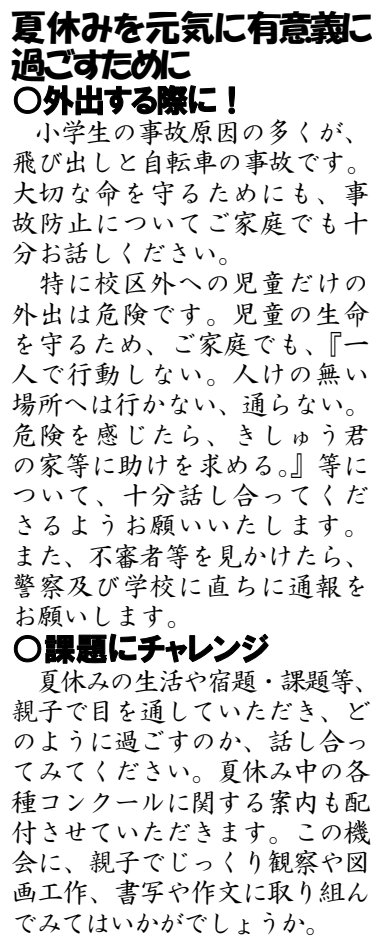 夏休みを元気に有意義に
過ごすために
○外出する際に！
　小学生の事故原因の多くが、
飛び出しと自転車の事故です。
大切な命を守るためにも、事
故防止についてご家庭でも十
分お話しください。
　特に校区外への児童だけの
外出は危険です。児童の生命
を守るため、ご家庭でも、『一
人で行動しない。人けの無い
場所へは行かない、通らない。
危険を感じたら、きしゅう君
の家等に助けを求める。』等に
ついて、十分話し合ってくだ
さるようお願いいたします。
また、不審者等を見かけたら、
警察及び学校に直ちに通報を
お願いします。
○課題にチャレンジ
　夏休みの生活や宿題・課題等、
親子で目を通していただき、ど
のように過ごすのか、話し合っ
てみてください。夏休み中の各
種コンクールに関する案内も配
付させていただきます。この機
会に、親子でじっくり観察や図
画工作、書写や作文に取り組ん
でみてはいかがでしょうか。